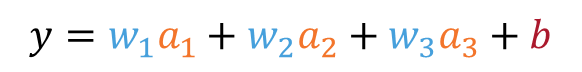 y = w₁a₁ + w₂a₂ + w₃a₃ + b